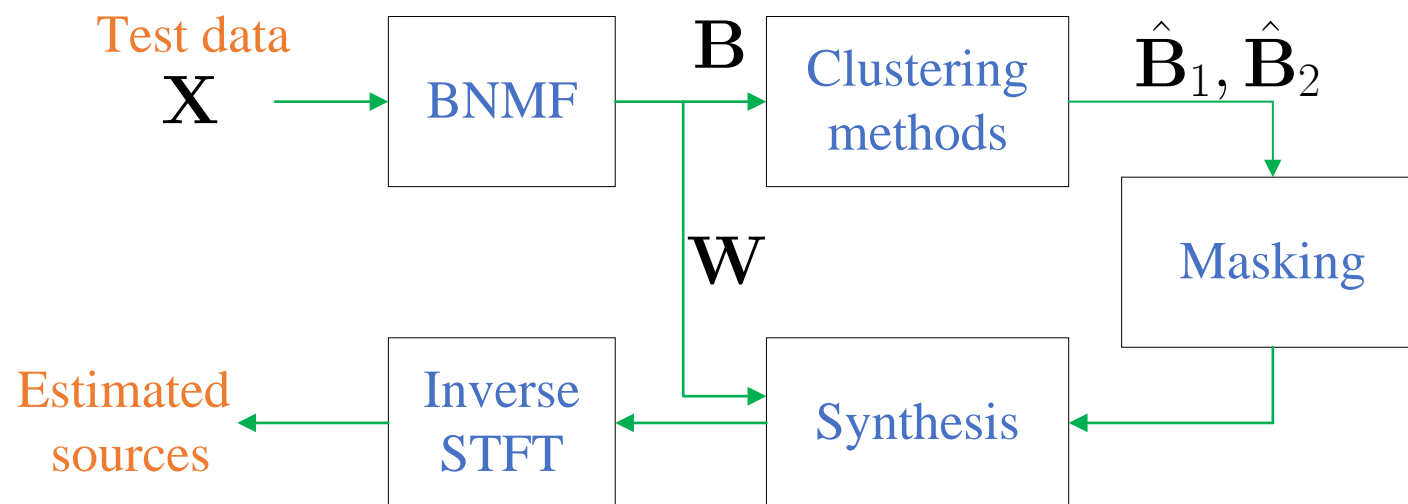 Test data
X
BNMF
B
Clustering
methods
B̂₁, B̂₂
W
Masking
Estimated
sources
Inverse
STFT
Synthesis